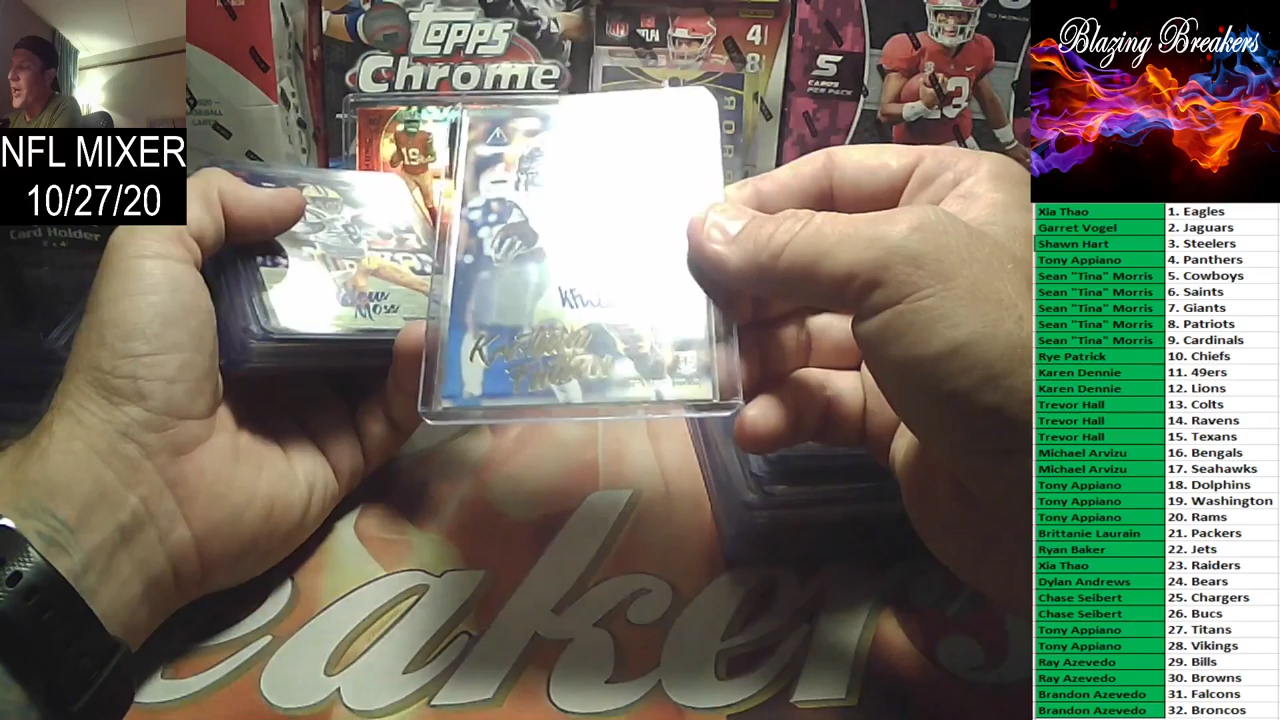 NFL MIXER
10/27/20
Topps
Chrome
Card Holder
5
CARDS
PER PACK
13
19
Blazing Breakers
Xia Thao 1. Eagles
Garret Vogel 2. Jaguars
Shawn Hart 3. Steelers
Tony Appiano 4. Panthers
Sean "Tina" Morris 5. Cowboys
Sean "Tina" Morris 6. Saints
Sean "Tina" Morris 7. Giants
Sean "Tina" Morris 8. Patriots
Sean "Tina" Morris 9. Cardinals
Rye Patrick 10. Chiefs
Karen Dennie 11. 49ers
Karen Dennie 12. Lions
Trevor Hall 13. Colts
Trevor Hall 14. Ravens
Trevor Hall 15. Texans
Michael Arvizu 16. Bengals
Michael Arvizu 17. Seahawks
Tony Appiano 18. Dolphins
Tony Appiano 19. Washington
Tony Appiano 20. Rams
Brittanie Laurain 21. Packers
Ryan Baker 22. Jets
Xia Thao 23. Raiders
Dylan Andrews 24. Bears
Chase Seibert 25. Chargers
Chase Seibert 26. Bucs
Tony Appiano 27. Titans
Tony Appiano 28. Vikings
Ray Azevedo 29. Bills
Ray Azevedo 30. Browns
Brandon Azevedo 31. Falcons
Brandon Azevedo 32. Broncos